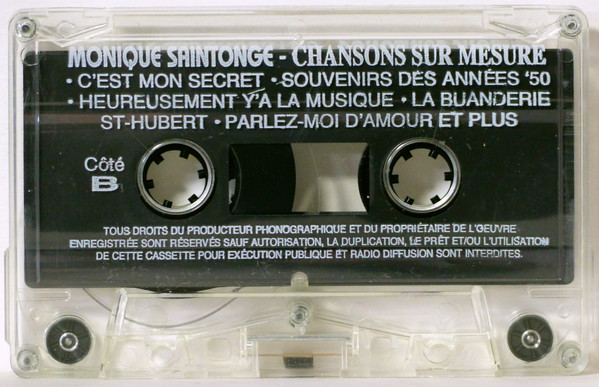 MONIQUE SAINTONGE - CHANSONS SUR MESURE
• C'EST MON SECRET • SOUVENIRS DES ANNÉES '50
• HEUREUSEMENT Y'A LA MUSIQUE • LA BUANDERIE
ST-HUBERT • PARLEZ-MOI D'AMOUR ET PLUS
Côté
B
TOUS DROITS DU PRODUCTEUR PHONOGRAPHIQUE ET DU PROPRIÉTAIRE DE L'OEUVRE
ENREGISTRÉE SONT RÉSERVÉS SAUF AUTORISATION, LA DUPLICATION, LE PRÊT ET/OU L'UTILISATION
DE CETTE CASSETTE POUR EXÉCUTION PUBLIQUE ET RADIO DIFFUSION SONT INTERDITES.